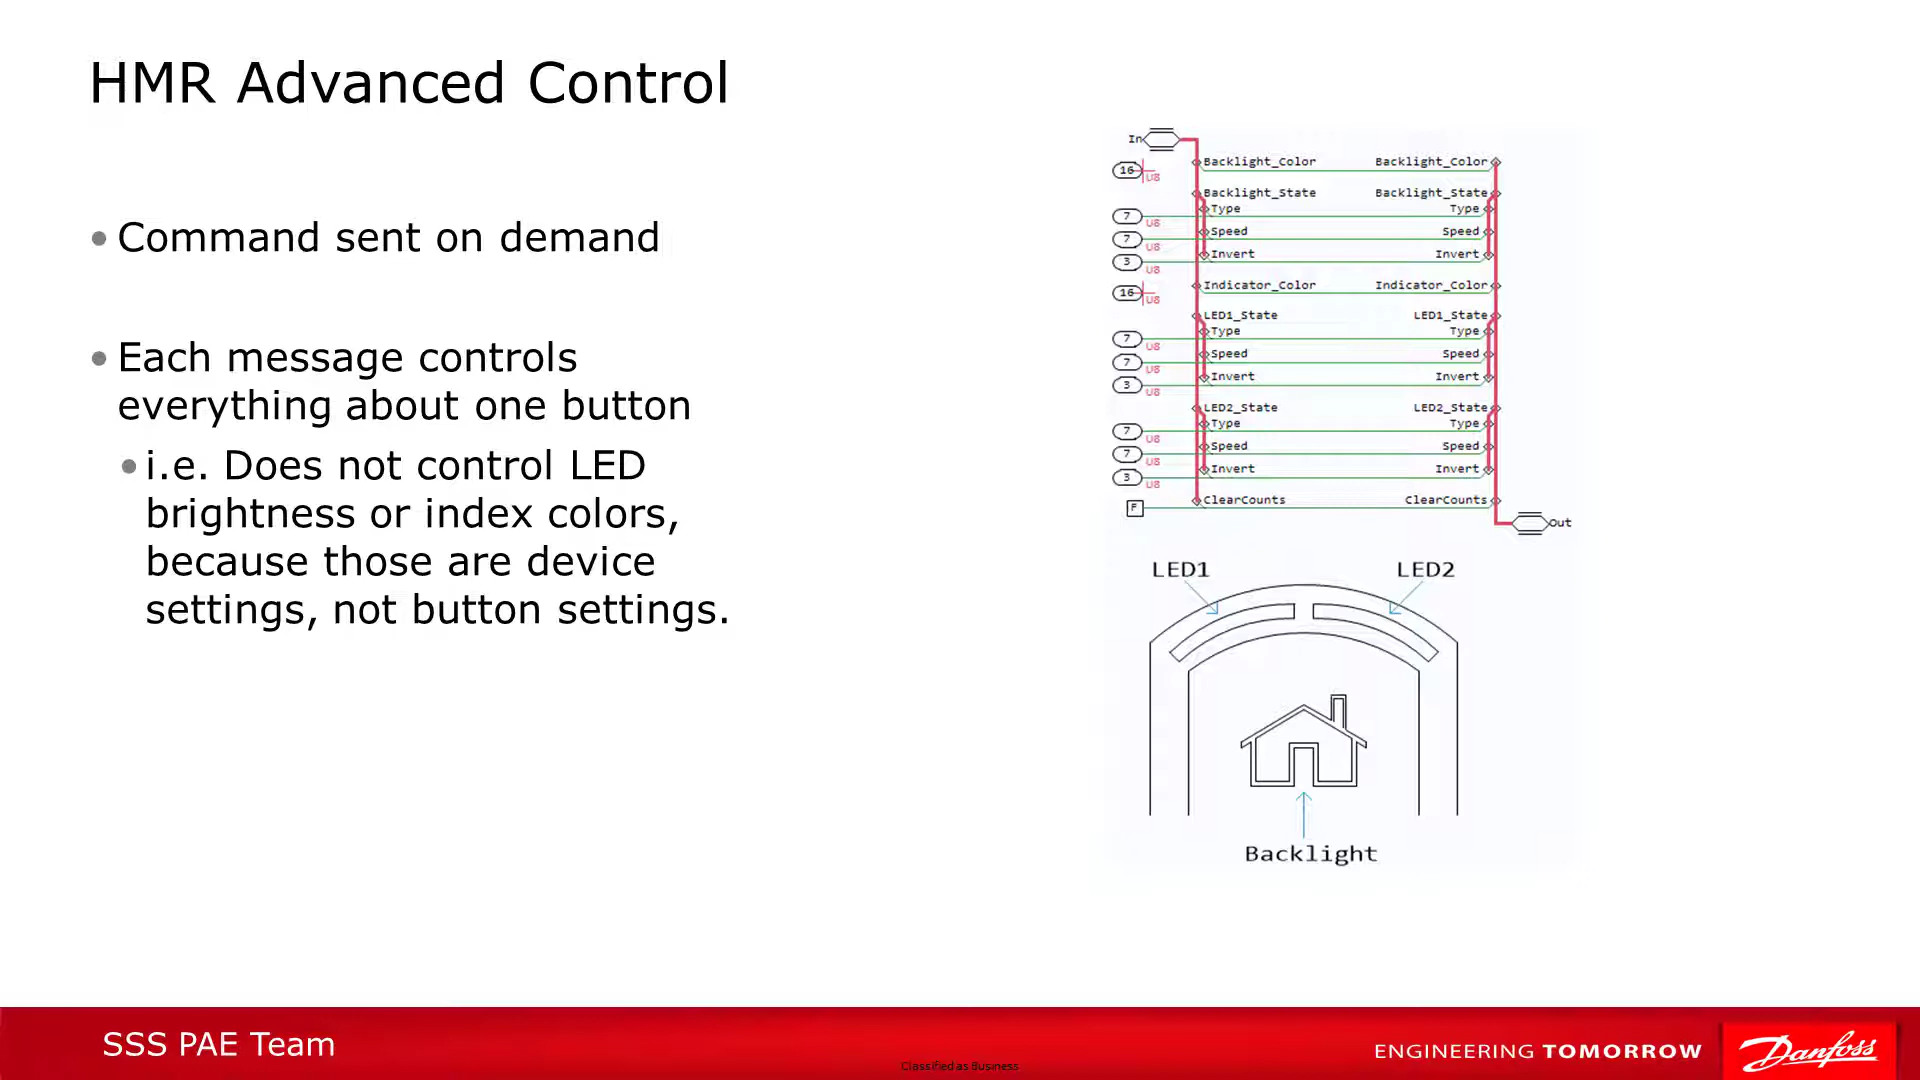 HMR Advanced Control
• Command sent on demand
• Each message controls
everything about one button
• i.e. Does not control LED
brightness or index colors,
because those are device
settings, not button settings.
In
16 U8 Backlight_Color Backlight_Color
Backlight_State Backlight_State
7 U8 Type Type
7 U8 Speed Speed
3 U8 Invert Invert
16 U8 Indicator_Color Indicator_Color
LED1_State LED1_State
7 U8 Type Type
7 U8 Speed Speed
3 U8 Invert Invert
LED2_State LED2_State
7 U8 Type Type
7 U8 Speed Speed
3 U8 Invert Invert
F ClearCounts ClearCounts
Out
LED1 LED2
Backlight
SSS PAE Team
Classified as Business
ENGINEERING TOMORROW
Danfoss